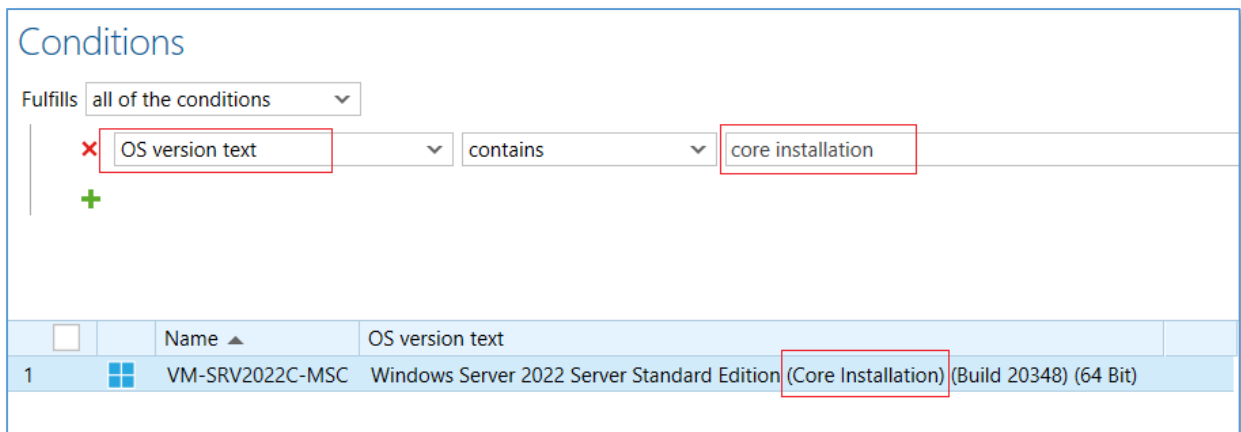 Conditions
Fulfills all of the conditions
OS version text contains core installation
Name OS version text
1 VM-SRV2022C-MSC Windows Server 2022 Server Standard Edition (Core Installation) (Build 20348) (64 Bit)